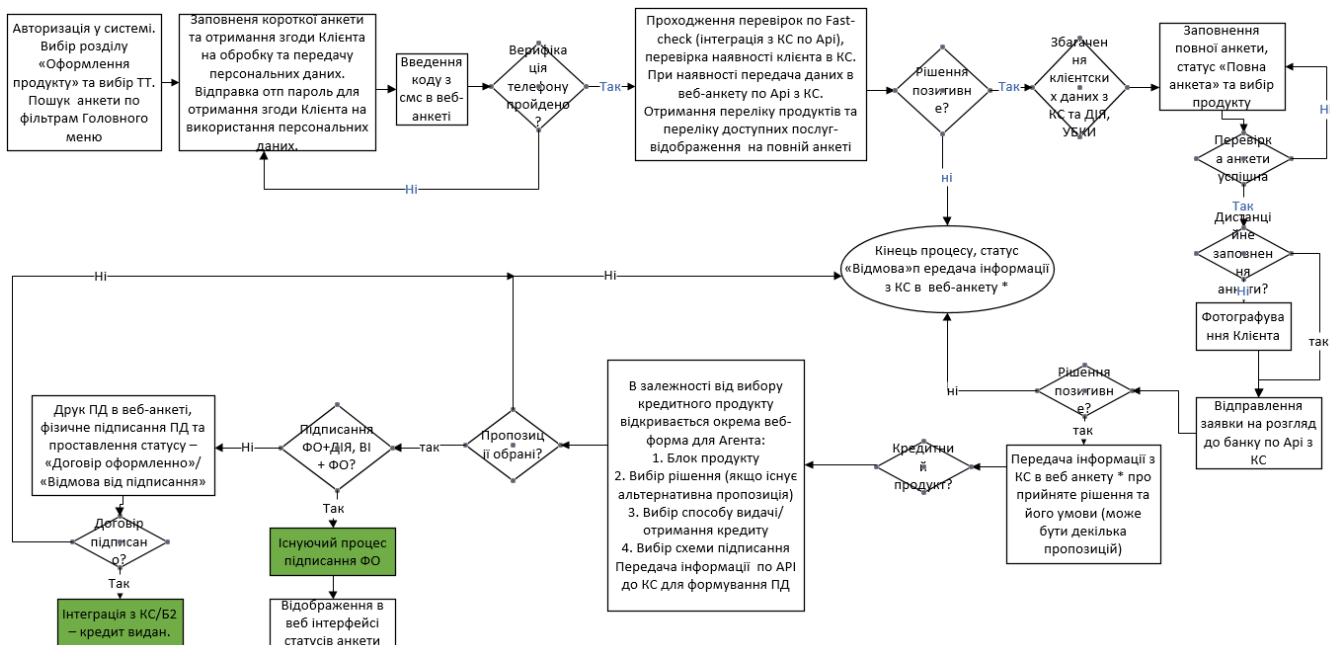 Авторизація у системі.
Вибір розділу
«Оформлення
продукту» та вибір ТТ.
Пошук анкети по
фільтрам Головного
меню
Заповненя короткої анкети
та отримання згоди Клієнта
на обробку та передачу
персональних даних.
Відправка отп пароль для
отримання згоди Клієнта на
використання персональних
даних.
Введення
коду з
смс в веб-
анкеті
Верифіка
ція
телефону
пройдено
?
Так
Ні
Проходження перевірок по Fast-
check (інтеграція з КС по Арі),
перевірка наявності клієнта в КС.
При наявності передача даних в
веб-анкету по Арі з КС.
Отримання переліку продуктів та
переліку доступних послуг-
відображення на повній анкеті
Рішення
позитивн
е?
Так
ні
Збагачен
ня
клієнтскі
х даних з
КС та ДІЯ,
УБКИ
Заповнення
повної анкети,
статус «Повна
анкета» та вибір
продукту
Ні
Перевірк
а анкети
успішна
Так
Дистанці
йне
заповнен
ня
анкети?
Ні
так
Фотографува
ння Клієнта
Відправлення
заявки на розгляд
до банку по Арі з
КС
Рішення
позитивн
е?
ні
так
Кінець процесу, статус
«Відмова»п ередача інформації
з КС в веб-анкету *
Передача інформації з
КС в веб анкету * про
прийняте рішення та
його умови (може
бути декілька
пропозицій)
Кредитни
й
продукт?
В залежності від вибору
кредитного продукту
відкривається окрема веб-
форма для Агента:
1. Блок продукту
2. Вибір рішення (якщо існує
альтернативна пропозиція)
3. Вибір способу видачі/
отримання кредиту
4. Вибір схеми підписання
Передача інформації по АРІ
до КС для формування ПД
Пропозиц
ії обрані?
Ні
так
Підписання
ФО+ДІЯ, ВІ
+ ФО?
Ні
Так
Існуючий процес
підписання ФО
Відображення в
веб інтерфейсі
статусів анкети
Друк ПД в веб-анкеті,
фізичне підписання ПД та
проставлення статусу –
«Договір оформленно»/
«Відмова від підписання»
Договір
підписан
о?
Ні
Так
Інтеграція з КС/Б2
– кредит видан.